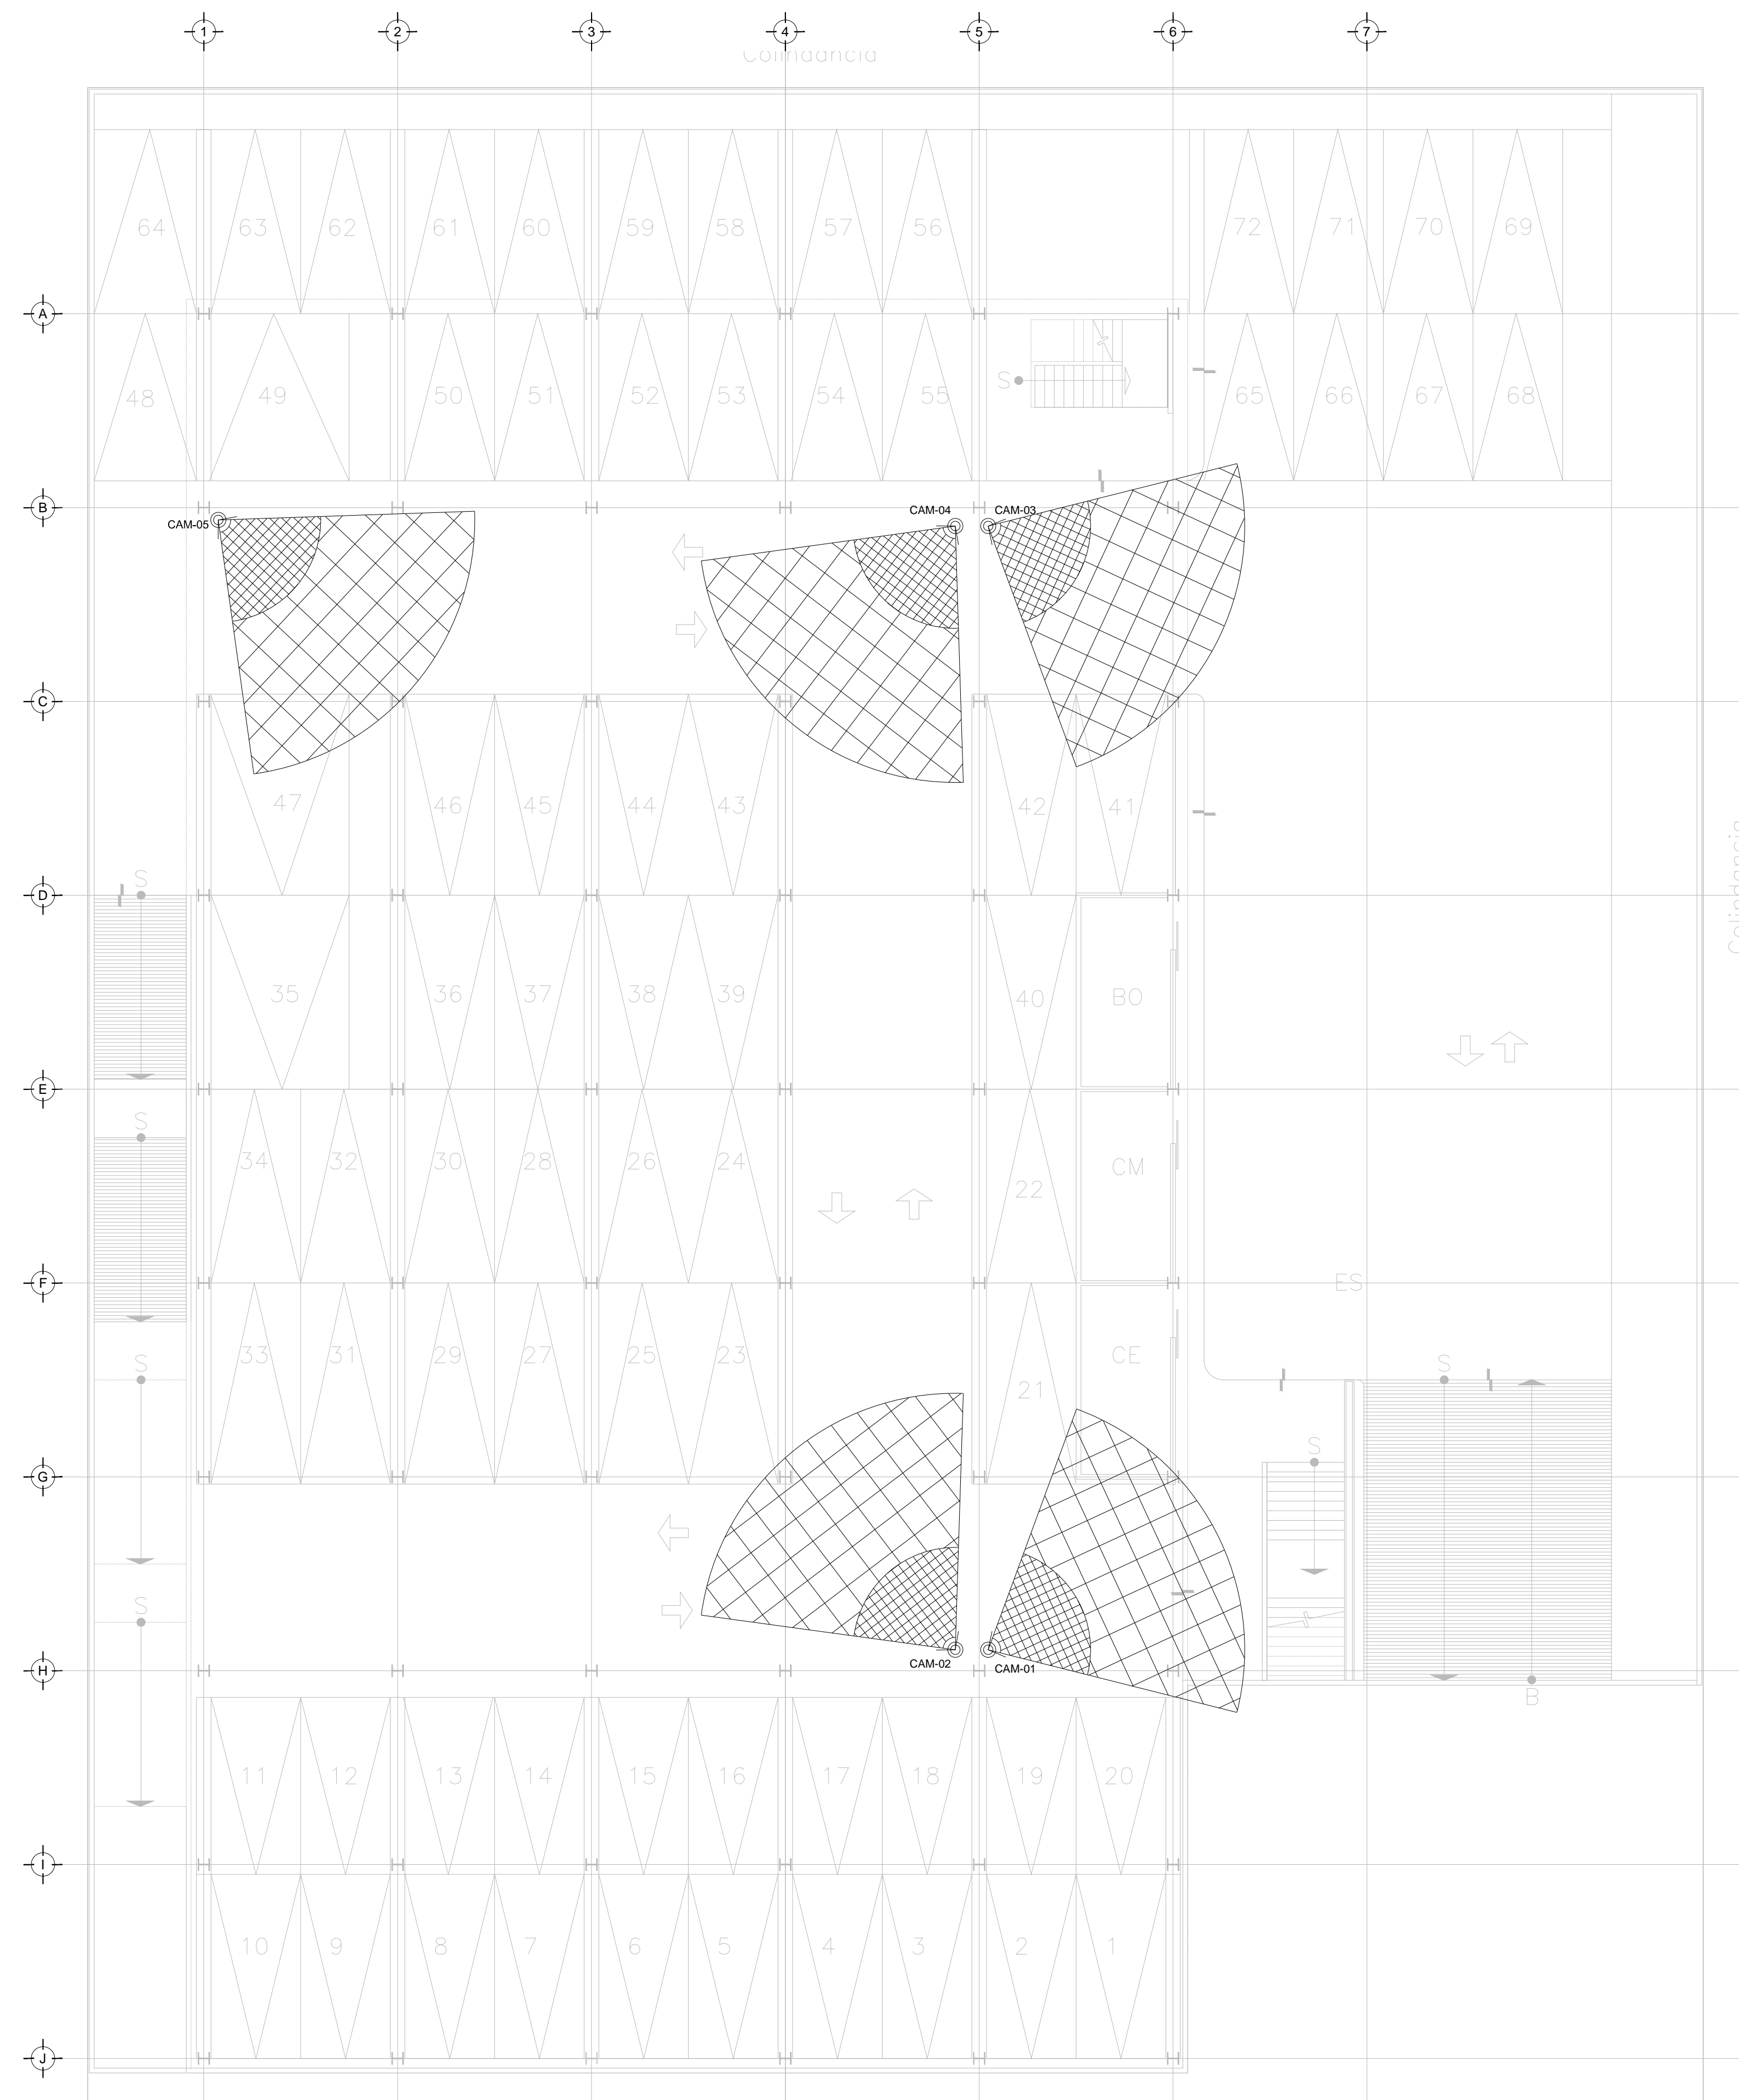 1 2 3 4 5 6 7
Colindancia
64 63 62 61 60 59 58 57 56 72 71 70 69
A
48 49 50 51 52 53 54 55 S 65 66 67 68
B
CAM-05 CAM-04 CAM-03
C
47 46 45 44 43 42 41
Colindancia
S
D
35 36 37 38 39 40 BO
E
S
34 32 30 28 26 24 22 CM
F
ES
33 31 29 27 25 23 21 CE
S S
S
G
S
H
CAM-02 CAM-01
B
11 12 13 14 15 16 17 18 19 20
I
10 9 8 7 6 5 4 3 2 1
J